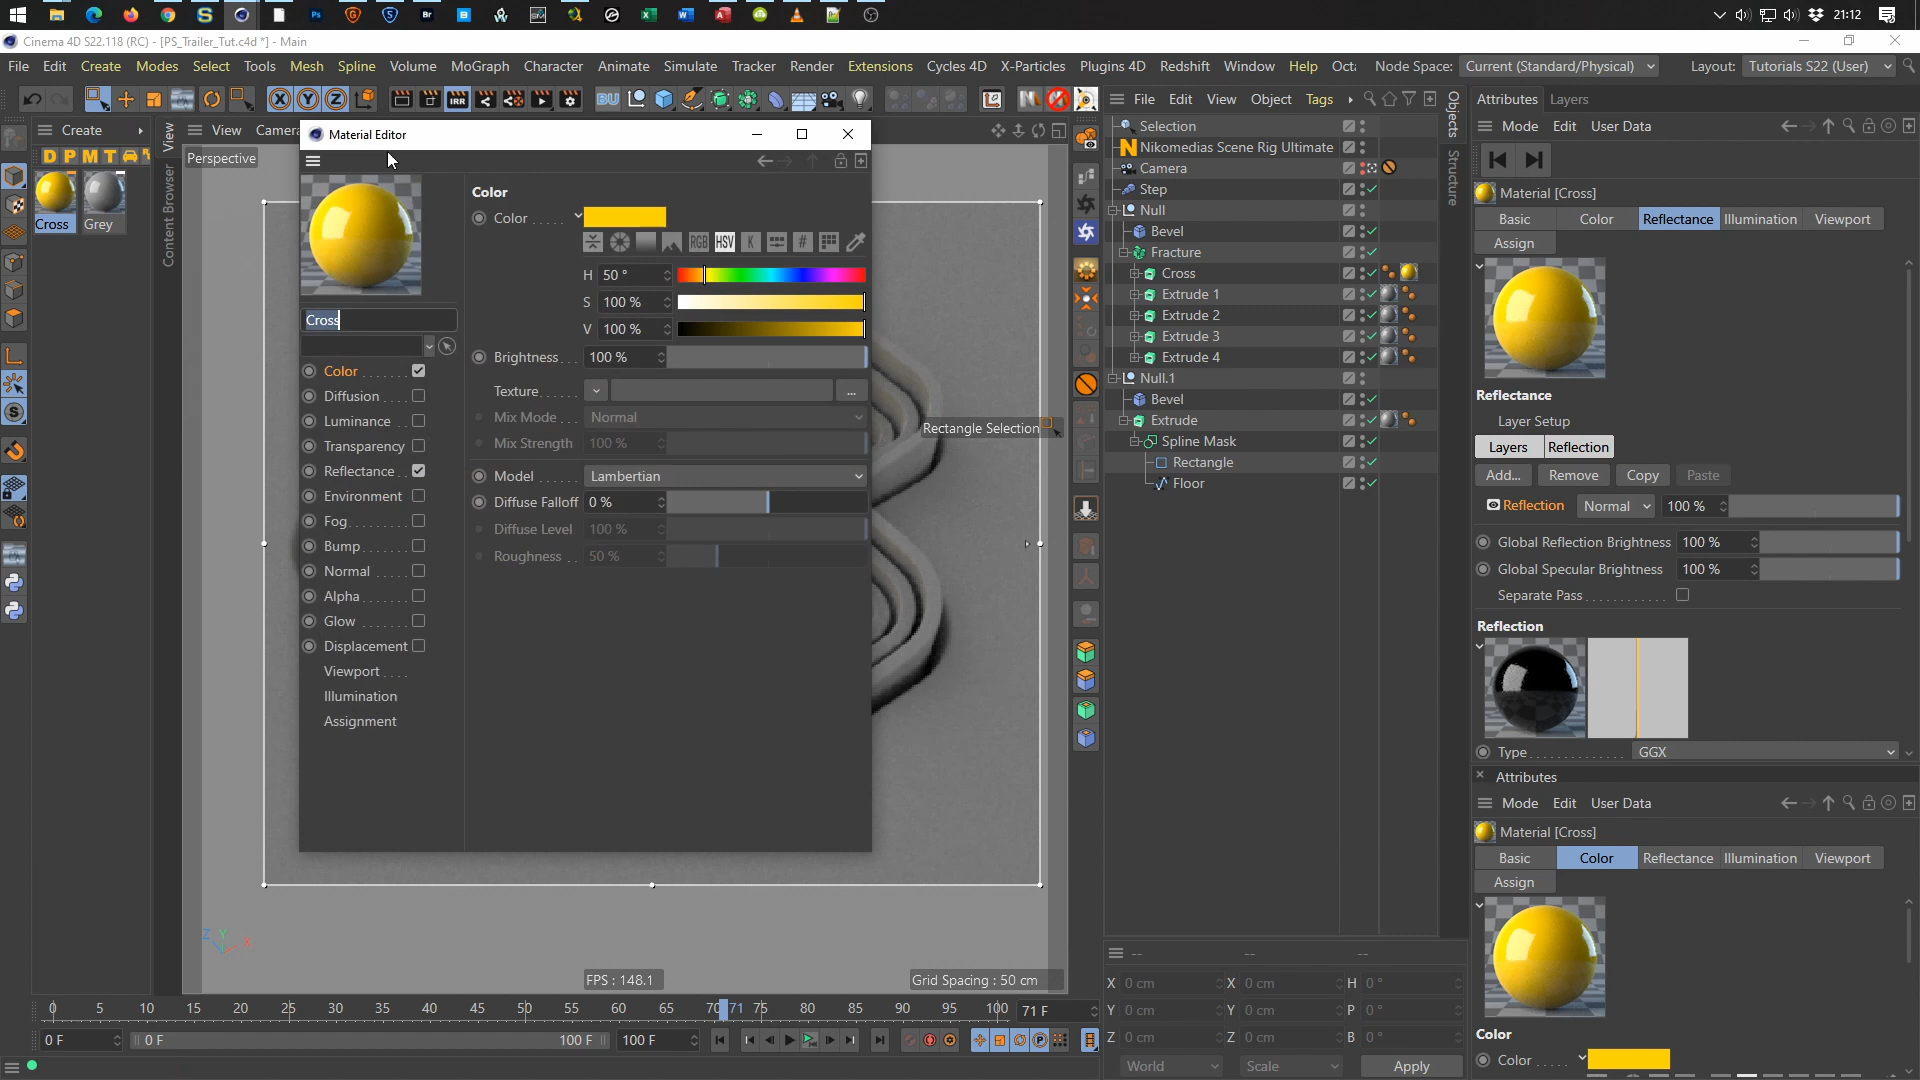 21:12
Cinema 4D S22.118 (RC) - [PS_Trailer_Tut.c4d *] - Main
File Edit Create Modes Select Tools Mesh Spline Volume MoGraph Character Animate Simulate Tracker Render Extensions Cycles 4D X-Particles Plugins 4D Redshift Window Help Octa Node Space: Current (Standard/Physical) Layout: Tutorials S22 (User)
File Edit View Object Tags
Attributes Layers
Create
View Camera
Material Editor
Mode Edit User Data
D P M T
Perspective
View
Content Browser
Objects
Structure
Cross Grey
Color
Color
RGB HSV K #
H 50 °
S 100 %
V 100 %
Brightness 100 %
Texture ...
Mix Mode Normal
Mix Strength 100 %
Model Lambertian
Diffuse Falloff 0 %
Diffuse Level 100 %
Roughness 50 %
Cross
Color
Diffusion
Luminance
Transparency
Reflectance
Environment
Fog
Bump
Normal
Alpha
Glow
Displacement
Viewport
Illumination
Assignment
Rectangle Selection
FPS : 148.1
Grid Spacing : 50 cm
Selection
Nikomedias Scene Rig Ultimate
Camera
Step
Null
Bevel
Fracture
Cross
Extrude 1
Extrude 2
Extrude 3
Extrude 4
Null.1
Bevel
Extrude
Spline Mask
Rectangle
Floor
Material [Cross]
Basic Color Reflectance Illumination Viewport
Assign
Reflectance
Layer Setup
Layers Reflection
Add... Remove Copy Paste
Reflection Normal 100 %
Global Reflection Brightness 100 %
Global Specular Brightness 100 %
Separate Pass
Reflection
Type GGX
Attributes
Mode Edit User Data
Material [Cross]
Basic Color Reflectance Illumination Viewport
Assign
Color
Color
0 5 10 15 20 25 30 35 40 45 50 55 60 65 70 71 75 80 85 90 95 100 71 F
0 F 0 F 100 F 100 F
-- -- --
X 0 cm X 0 cm H 0 °
Y 0 cm Y 0 cm P 0 °
Z 0 cm Z 0 cm B 0 °
World Scale Apply